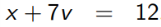 x + 7v = 12